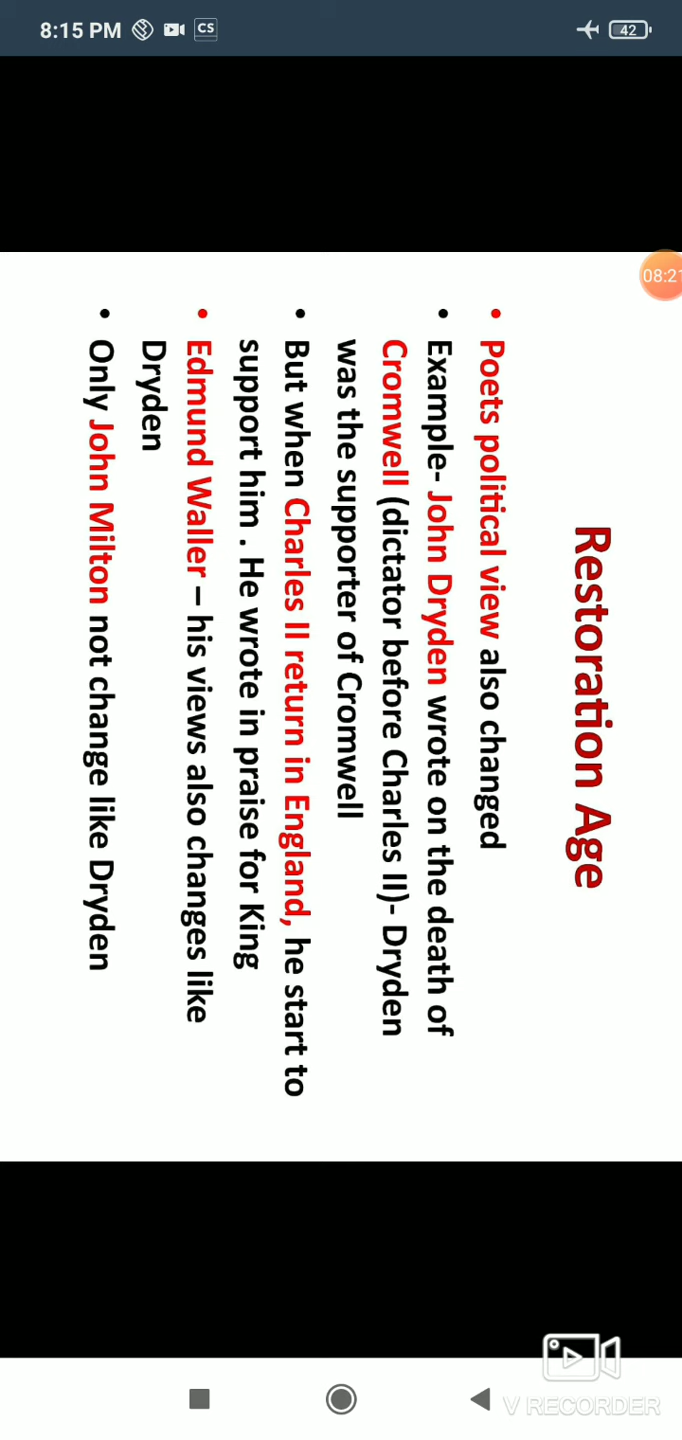 8:15 PM
CS
42
08:21
Restoration Age
• Poets political view also changed
• Example- John Dryden wrote on the death of
Cromwell (dictator before Charles II)- Dryden
was the supporter of Cromwell
• But when Charles II return in England, he start to
support him . He wrote in praise for King
• Edmund Waller – his views also changes like
Dryden
• Only John Milton not change like Dryden
V RECORDER